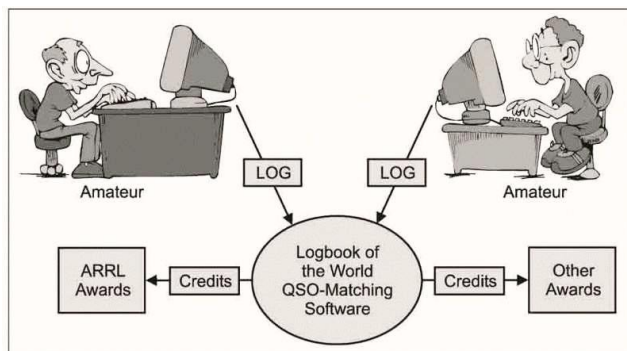 Amateur
Amateur
LOG
LOG
Logbook of
the World
QSO-Matching
Software
ARRL
Awards
Credits
Credits
Other
Awards